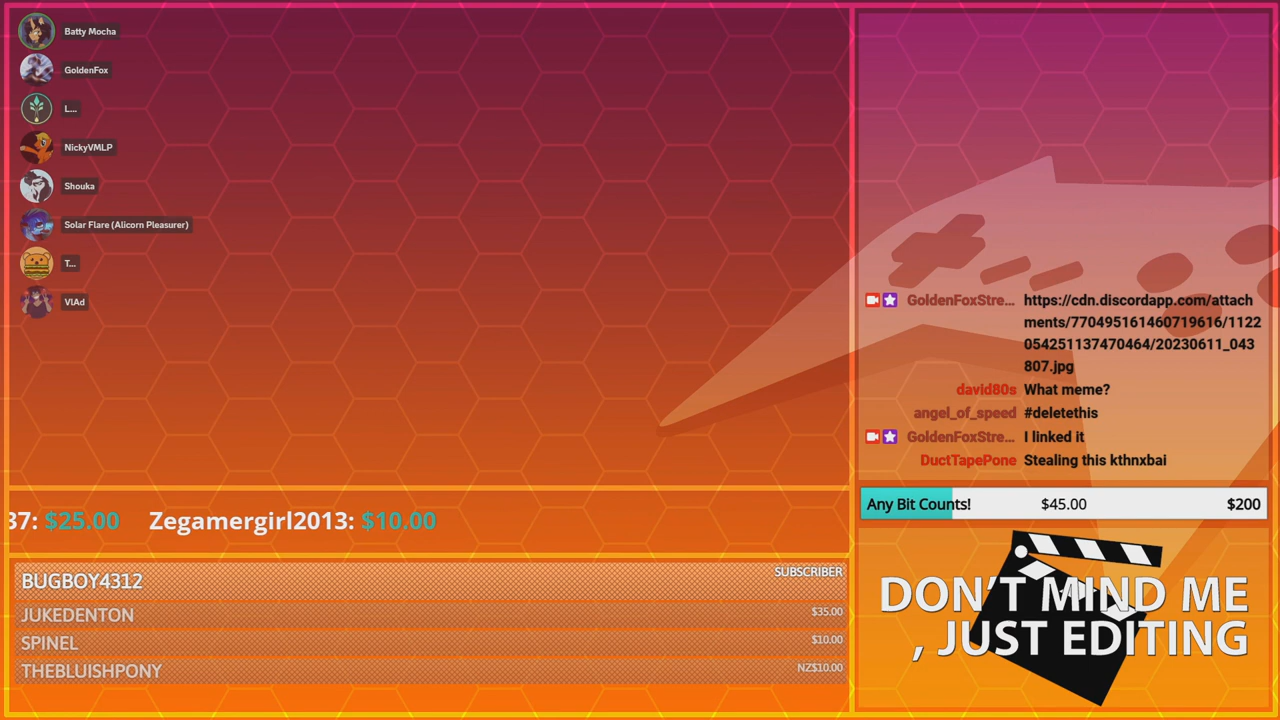 Batty Mocha
GoldenFox
L...
NickyVMLP
Shouka
Solar Flare (Alicorn Pleasurer)
T...
VlAd
GoldenFoxStre... https://cdn.discordapp.com/attach
ments/770495161460719616/1122
054251137470464/20230611_043
807.jpg
david80s What meme?
angel_of_speed #deletethis
GoldenFoxStre... I linked it
DuctTapePone Stealing this kthnxbai
37: $25.00 Zegamergirl2013: $10.00
Any Bit Counts! $45.00 $200
BUGBOY4312 SUBSCRIBER
JUKEDENTON $35.00
SPINEL $10.00
THEBLUISHPONY NZ$10.00
DON'T MIND ME
, JUST EDITING